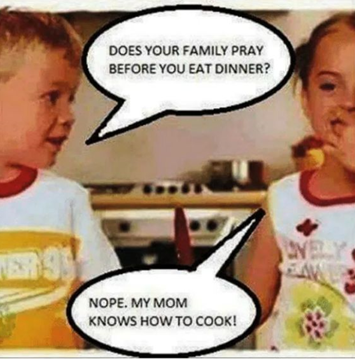 DOES YOUR FAMILY PRAY
BEFORE YOU EAT DINNER?
NOPE. MY MOM
KNOWS HOW TO COOK!